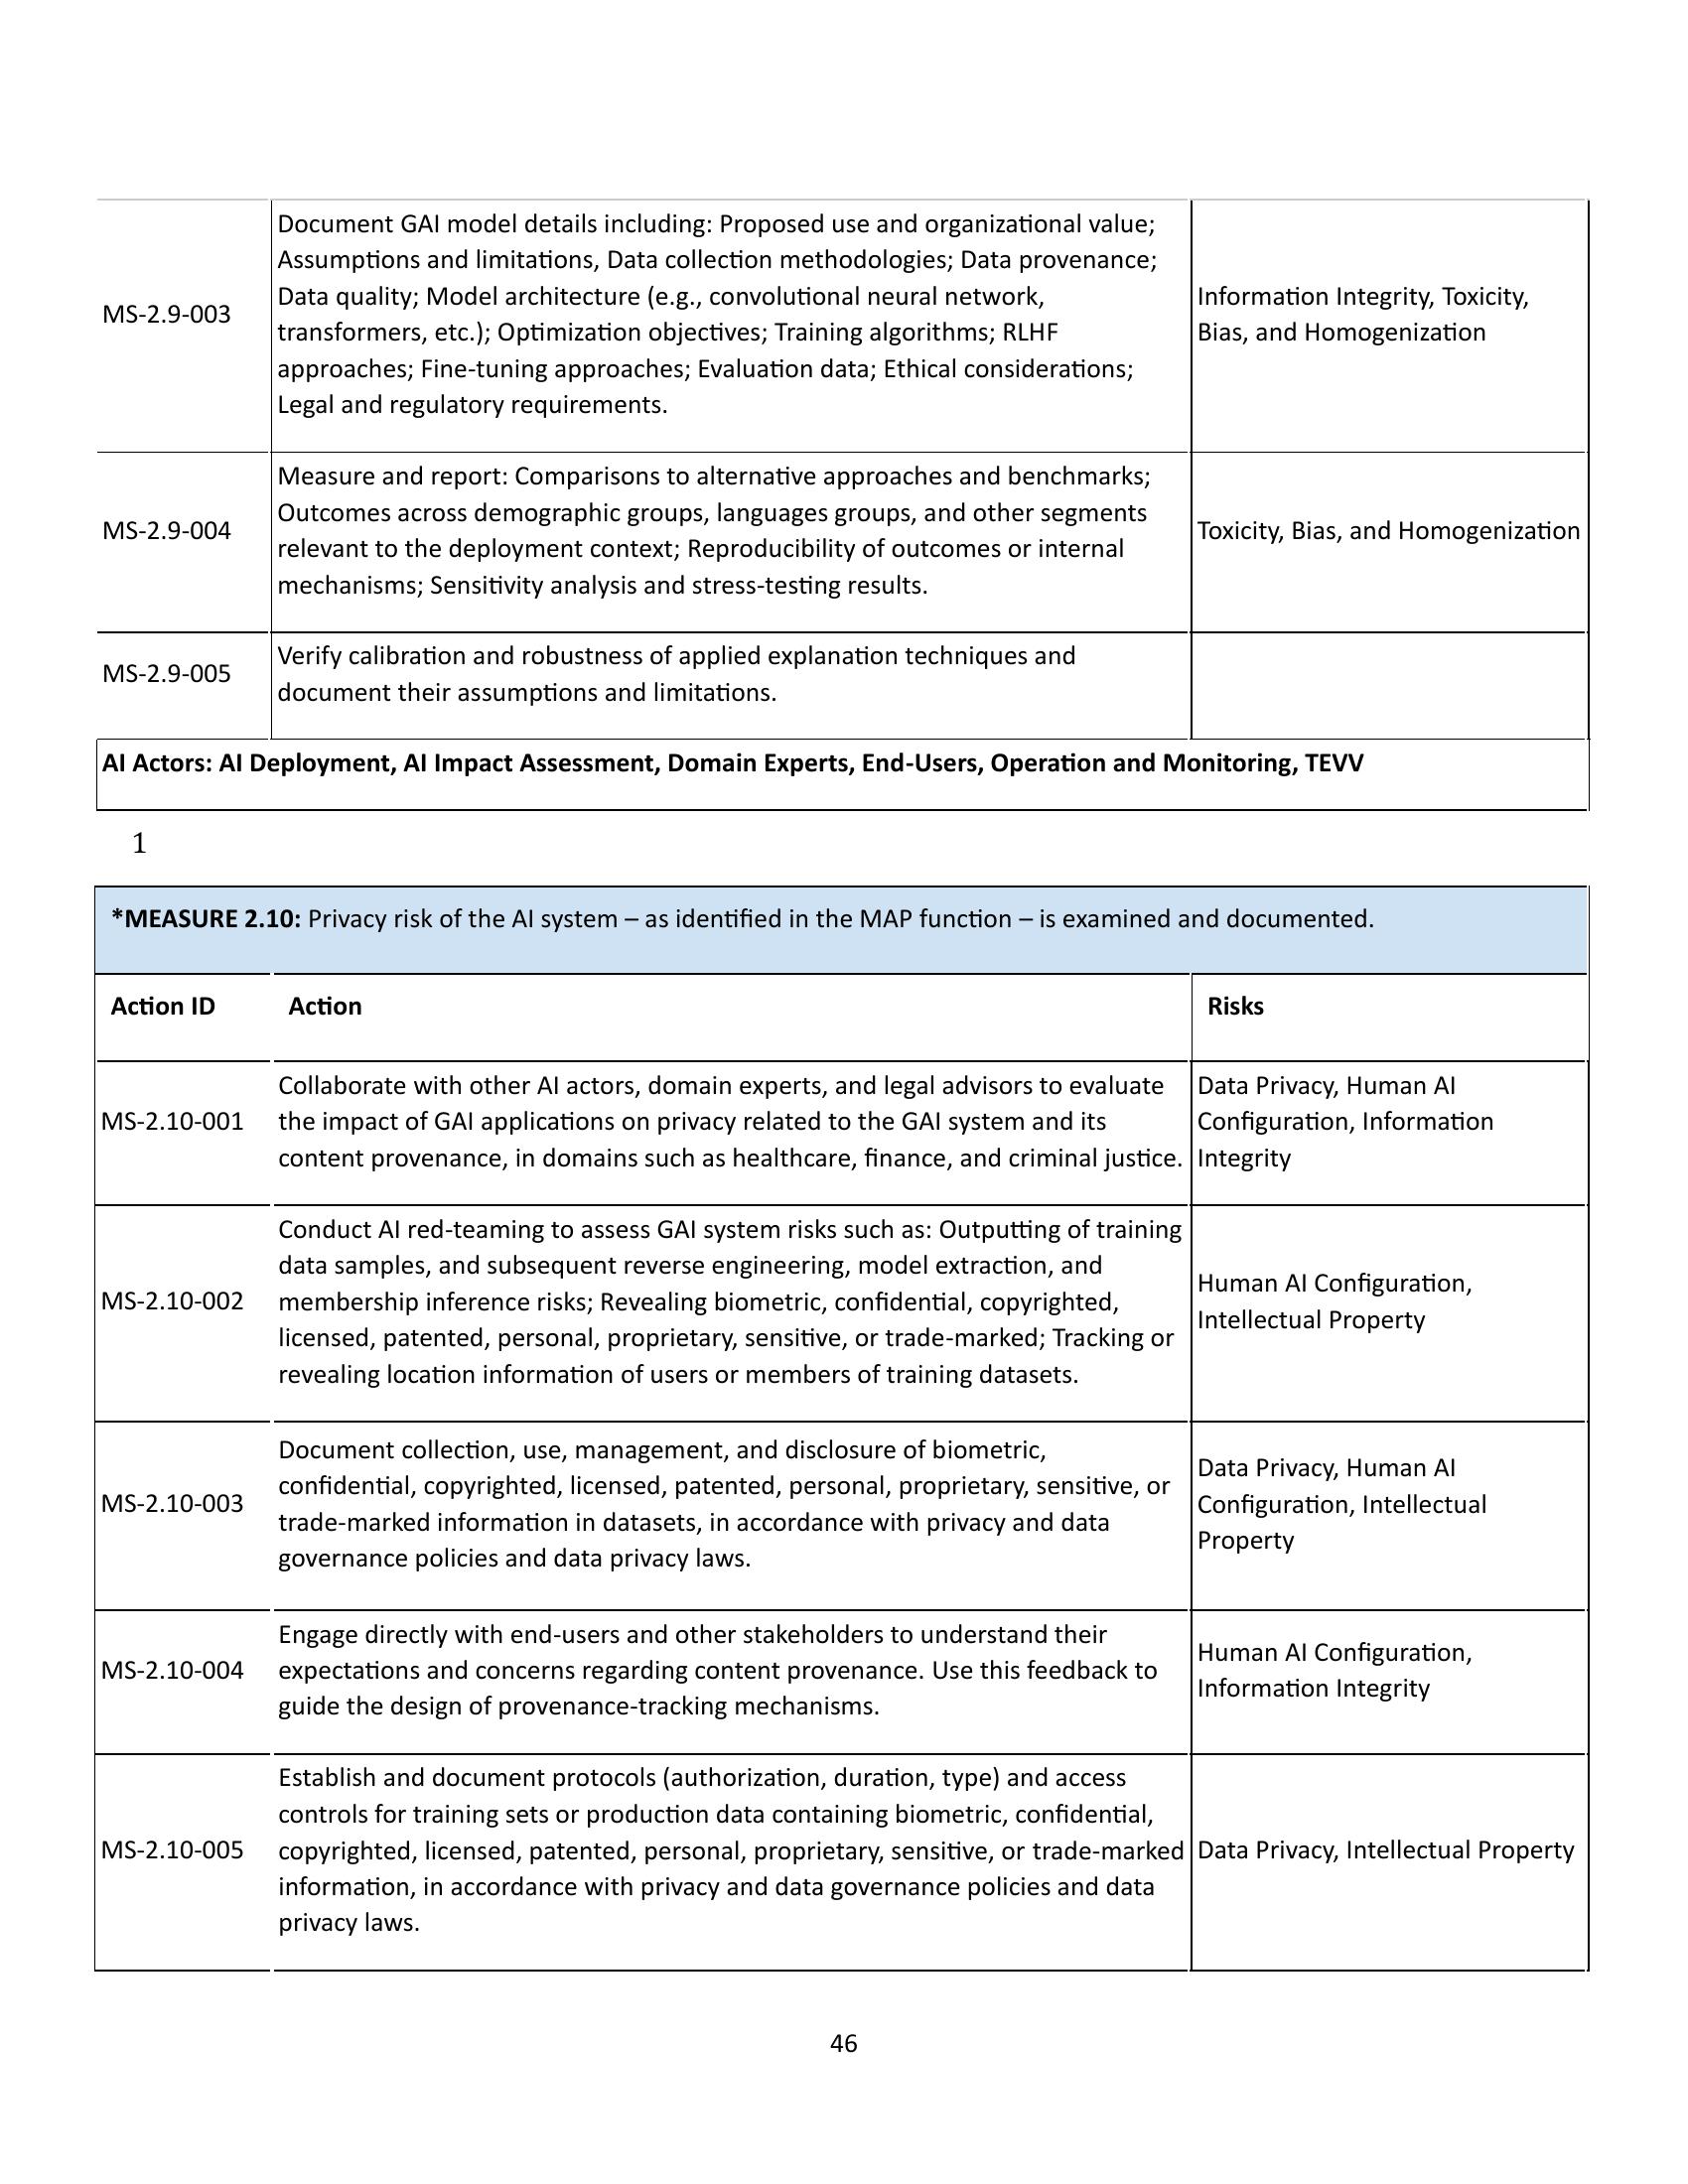 MS-2.9-003
Document GAI model details including: Proposed use and organizational value;
Assumptions and limitations, Data collection methodologies; Data provenance;
Data quality; Model architecture (e.g., convolutional neural network,
transformers, etc.); Optimization objectives; Training algorithms; RLHF
approaches; Fine-tuning approaches; Evaluation data; Ethical considerations;
Legal and regulatory requirements.
Information Integrity, Toxicity,
Bias, and Homogenization
MS-2.9-004
Measure and report: Comparisons to alternative approaches and benchmarks;
Outcomes across demographic groups, languages groups, and other segments
relevant to the deployment context; Reproducibility of outcomes or internal
mechanisms; Sensitivity analysis and stress-testing results.
Toxicity, Bias, and Homogenization
MS-2.9-005
Verify calibration and robustness of applied explanation techniques and
document their assumptions and limitations.
AI Actors: AI Deployment, AI Impact Assessment, Domain Experts, End-Users, Operation and Monitoring, TEVV
1
*MEASURE 2.10: Privacy risk of the AI system – as identified in the MAP function – is examined and documented.
Action ID
Action
Risks
MS-2.10-001
Collaborate with other AI actors, domain experts, and legal advisors to evaluate
the impact of GAI applications on privacy related to the GAI system and its
content provenance, in domains such as healthcare, finance, and criminal justice.
Data Privacy, Human AI
Configuration, Information
Integrity
MS-2.10-002
Conduct AI red-teaming to assess GAI system risks such as: Outputting of training
data samples, and subsequent reverse engineering, model extraction, and
membership inference risks; Revealing biometric, confidential, copyrighted,
licensed, patented, personal, proprietary, sensitive, or trade-marked; Tracking or
revealing location information of users or members of training datasets.
Human AI Configuration,
Intellectual Property
MS-2.10-003
Document collection, use, management, and disclosure of biometric,
confidential, copyrighted, licensed, patented, personal, proprietary, sensitive, or
trade-marked information in datasets, in accordance with privacy and data
governance policies and data privacy laws.
Data Privacy, Human AI
Configuration, Intellectual
Property
MS-2.10-004
Engage directly with end-users and other stakeholders to understand their
expectations and concerns regarding content provenance. Use this feedback to
guide the design of provenance-tracking mechanisms.
Human AI Configuration,
Information Integrity
MS-2.10-005
Establish and document protocols (authorization, duration, type) and access
controls for training sets or production data containing biometric, confidential,
copyrighted, licensed, patented, personal, proprietary, sensitive, or trade-marked
information, in accordance with privacy and data governance policies and data
privacy laws.
Data Privacy, Intellectual Property
46